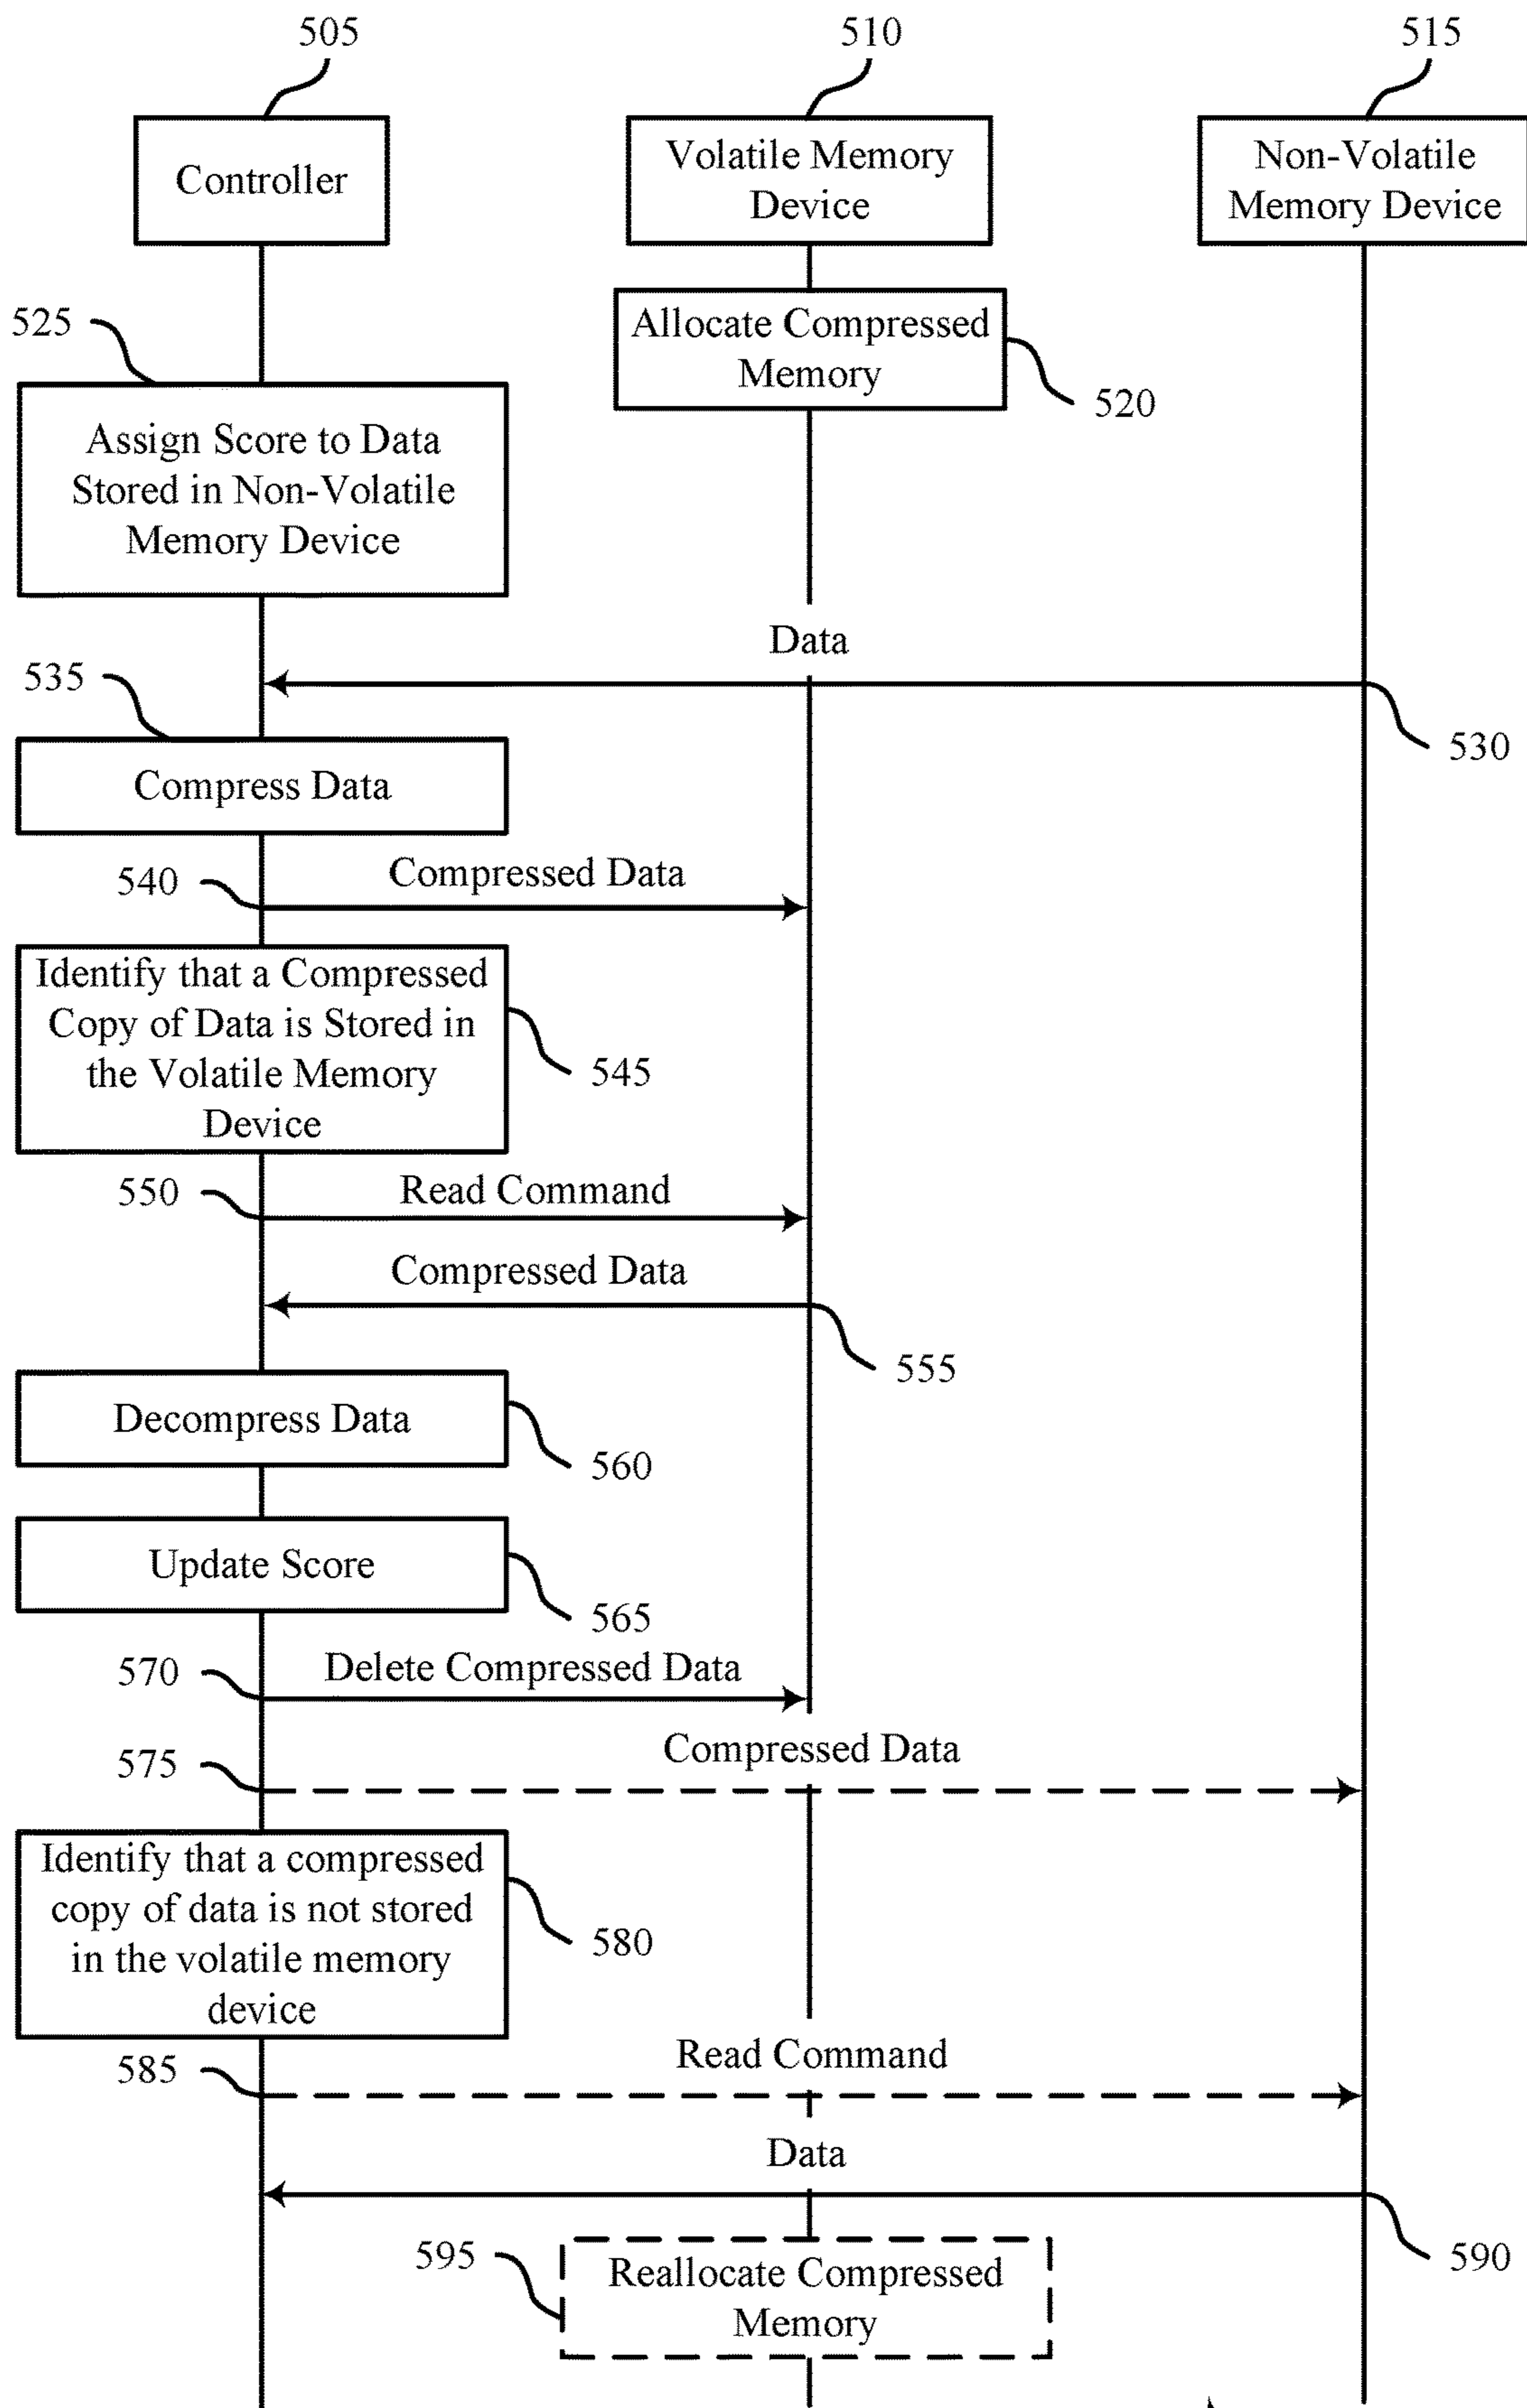 505
510
515
Controller
Volatile Memory
Device
Non-Volatile
Memory Device
525
Allocate Compressed
Memory
520
Assign Score to Data
Stored in Non-Volatile
Memory Device
Data
535
530
Compress Data
540
Compressed Data
Identify that a Compressed
Copy of Data is Stored in
the Volatile Memory
Device
545
550
Read Command
Compressed Data
555
Decompress Data
560
Update Score
565
570
Delete Compressed Data
575
Compressed Data
Identify that a compressed
copy of data is not stored
in the volatile memory
device
580
585
Read Command
Data
590
595
Reallocate Compressed
Memory